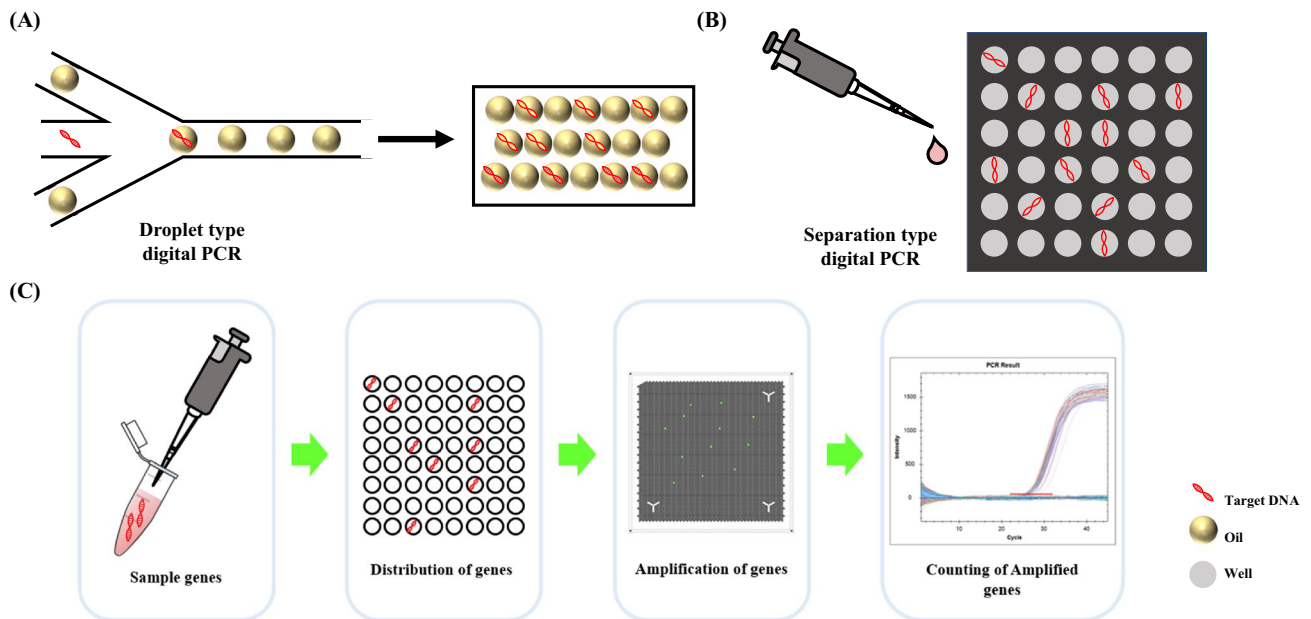 (A)
Droplet type
digital PCR
(B)
Separation type
digital PCR
(C)
Sample genes
Distribution of genes
Amplification of genes
PCR Result
Intensity
1500
1000
500
0
10
20
30
40
Cycle
Counting of Amplified
genes
Target DNA
Oil
Well